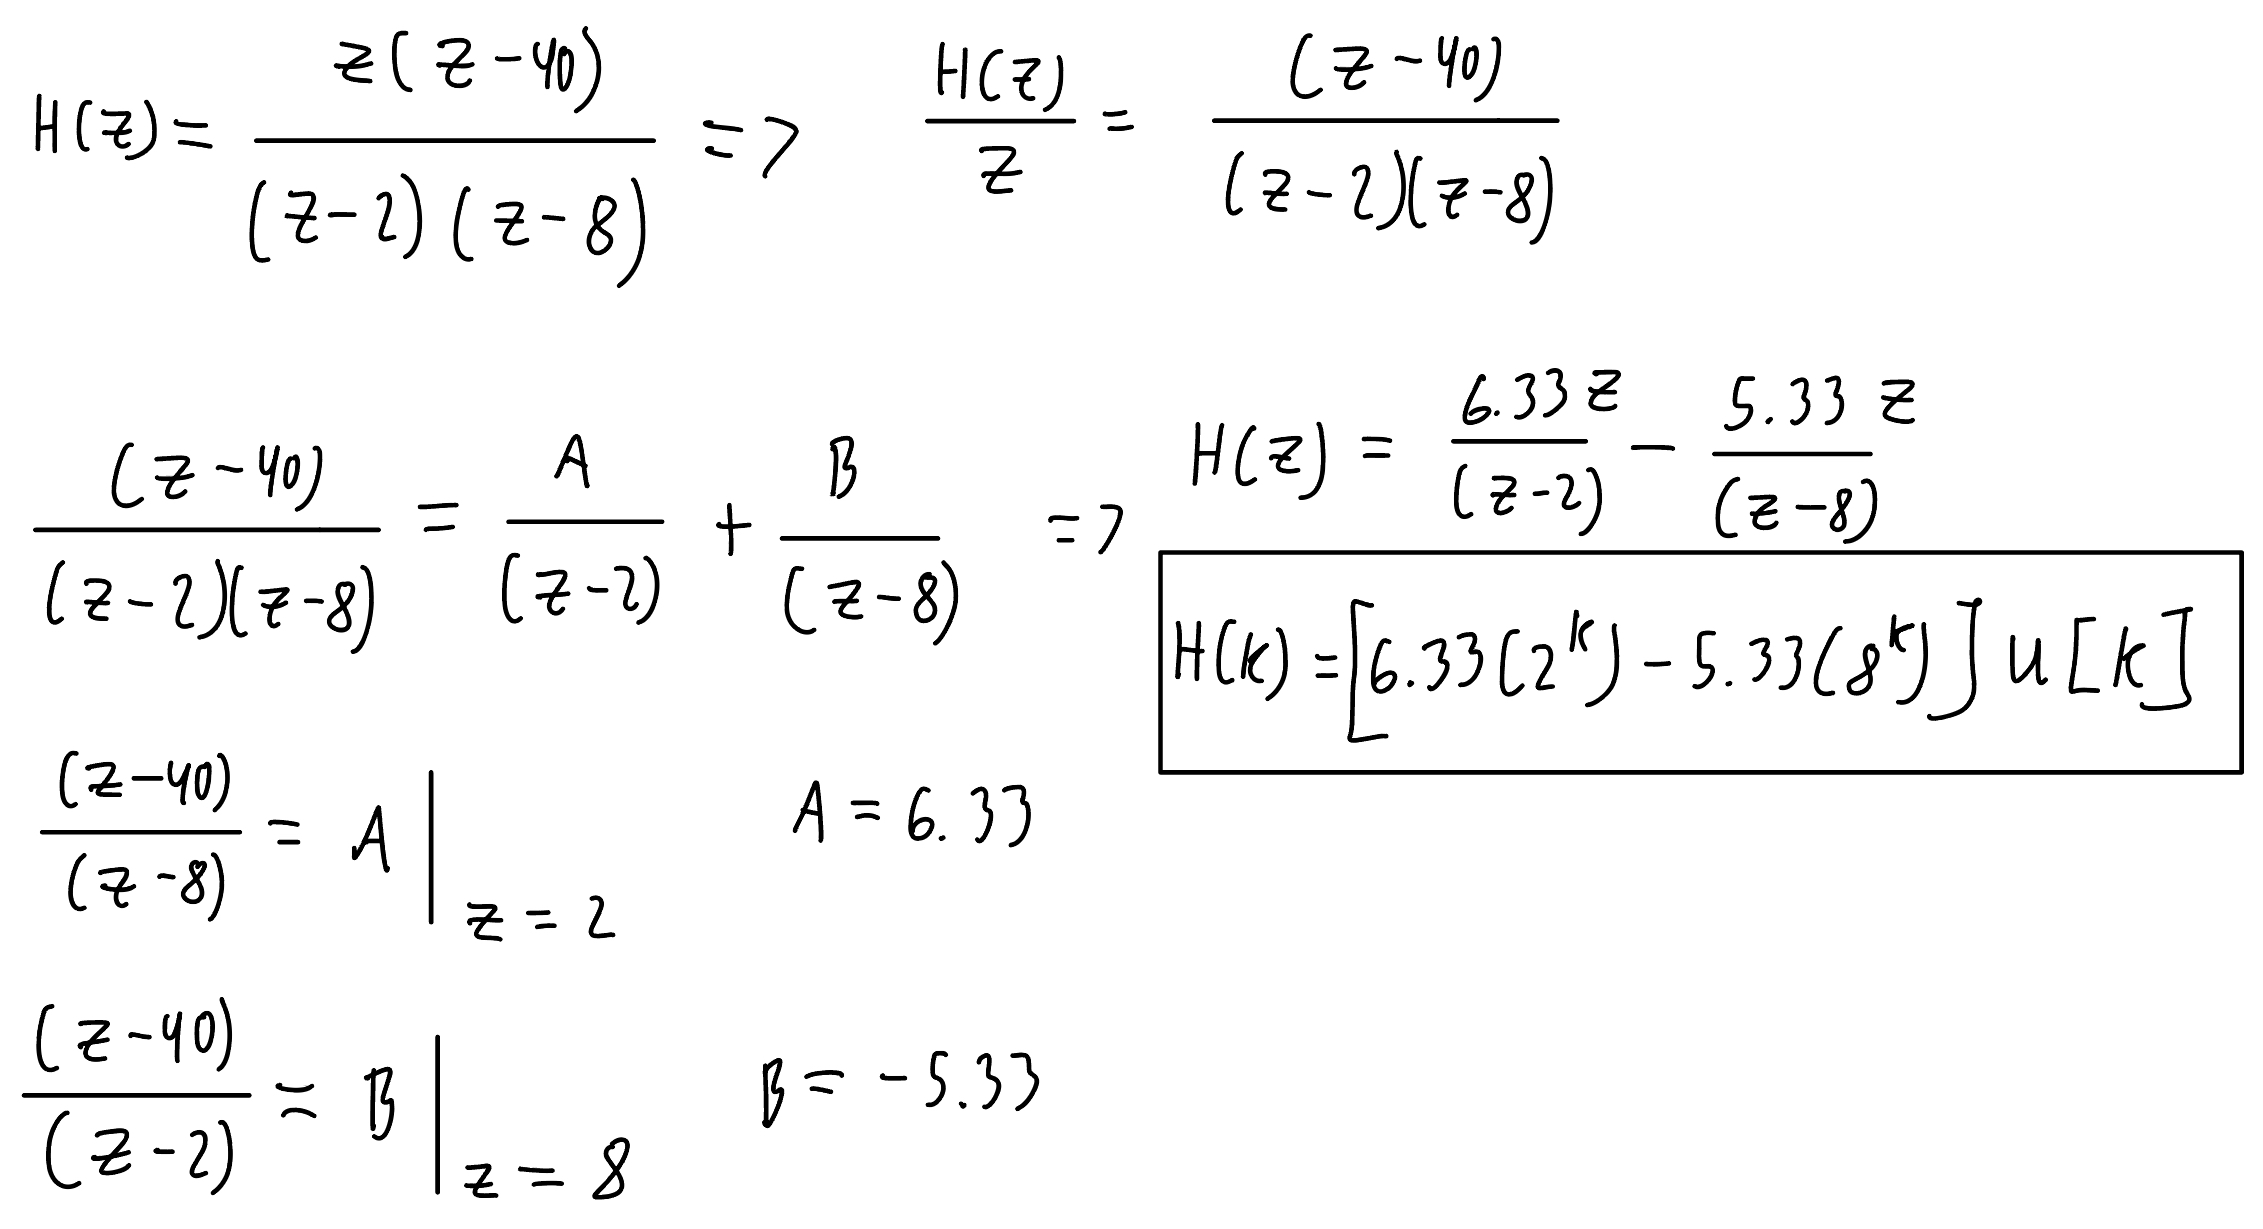 H(z) = z(z-40) / (z-2)(z-8) => H(z)/z = (z-40) / (z-2)(z-8)
(z-40) / (z-2)(z-8) = A / (z-2) + B / (z-8) => H(z) = 6.33z / (z-2) - 5.33z / (z-8)
H(k) = [6.33(2^k) - 5.33(8^k)] u[k]
(z-40) / (z-8) = A | z = 2 A = 6.33
(z-40) / (z-2) = B | z = 8 B = -5.33